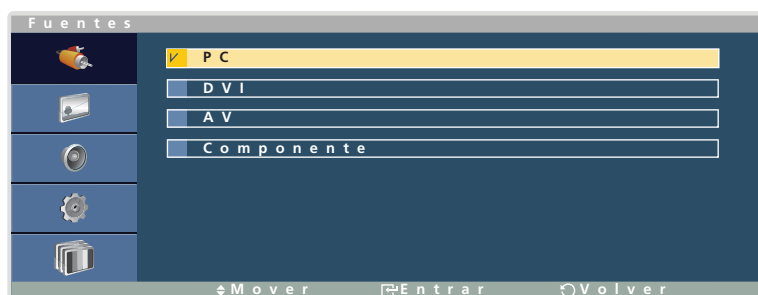 Fuentes
PC
DVI
AV
Componente
Mover Entrar Volver